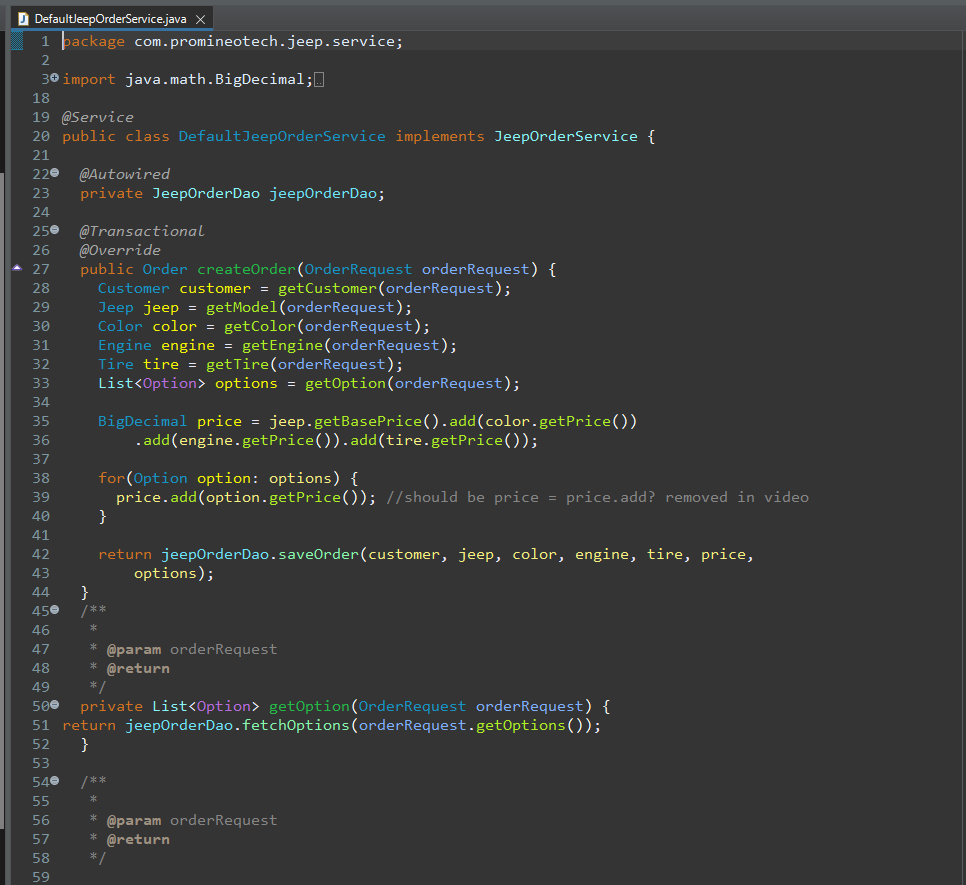 DefaultJeepOrderService.java
1 package com.promineotech.jeep.service;
2
3 import java.math.BigDecimal;
18
19 @Service
20 public class DefaultJeepOrderService implements JeepOrderService {
21
22 @Autowired
23 private JeepOrderDao jeepOrderDao;
24
25 @Transactional
26 @Override
27 public Order createOrder(OrderRequest orderRequest) {
28 Customer customer = getCustomer(orderRequest);
29 Jeep jeep = getModel(orderRequest);
30 Color color = getColor(orderRequest);
31 Engine engine = getEngine(orderRequest);
32 Tire tire = getTire(orderRequest);
33 List<Option> options = getOption(orderRequest);
34
35 BigDecimal price = jeep.getBasePrice().add(color.getPrice())
36 .add(engine.getPrice()).add(tire.getPrice());
37
38 for(Option option: options) {
39 price.add(option.getPrice()); //should be price = price.add? removed in video
40 }
41
42 return jeepOrderDao.saveOrder(customer, jeep, color, engine, tire, price,
43 options);
44 }
45 /**
46 *
47 * @param orderRequest
48 * @return
49 */
50 private List<Option> getOption(OrderRequest orderRequest) {
51 return jeepOrderDao.fetchOptions(orderRequest.getOptions());
52 }
53
54 /**
55 *
56 * @param orderRequest
57 * @return
58 */
59